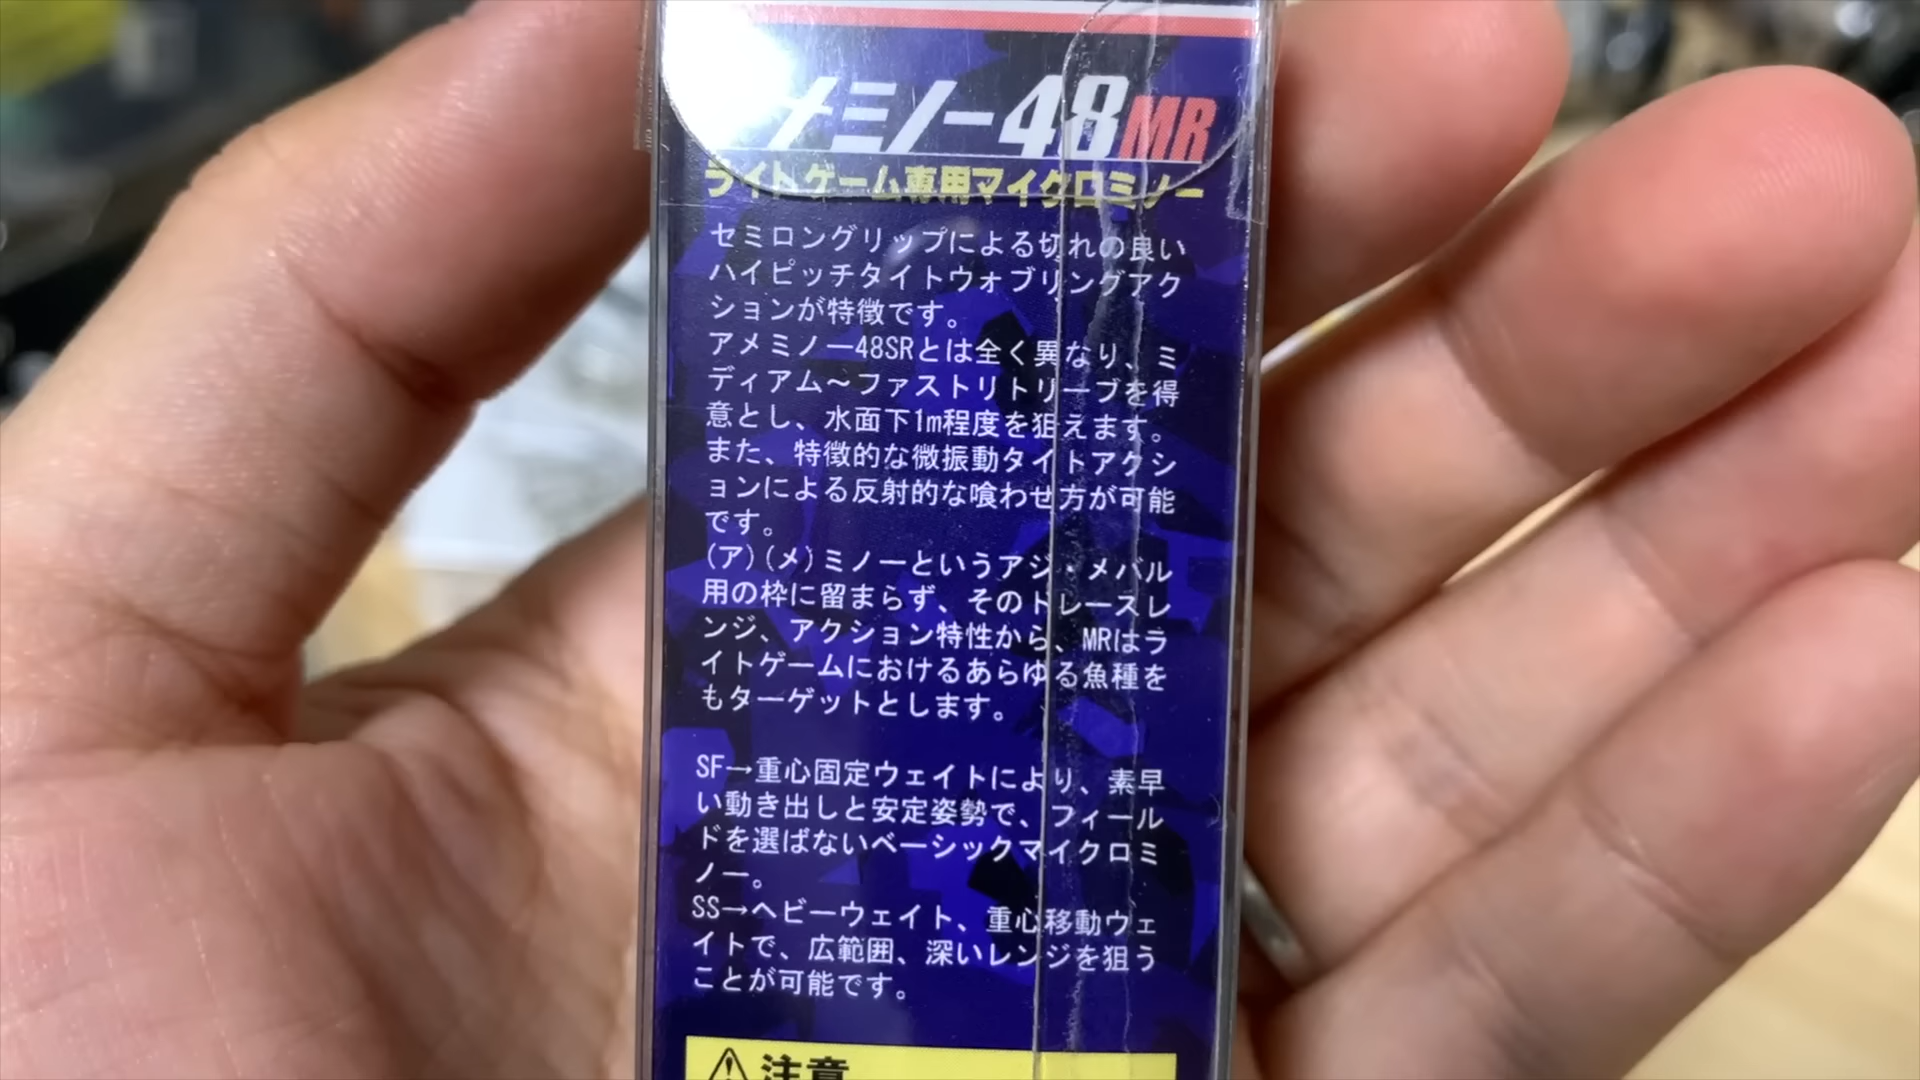 メミノー48MR
ライトゲーム専用マイクロミノー
セミロングリップによる切れの良い
ハイピッチタイトウォブリングアク
ションが特徴です。
アメミノー48SRとは全く異なり、ミ
ディアム～ファストリトリーブを得
意とし、水面下1m程度を狙えます。
また、特徴的な微振動タイトアクシ
ョンによる反射的な喰わせ方が可能
です。
(ア)(メ)ミノーというアジ・メバル
用の枠に留まらず、そのトレースレ
ンジ、アクション特性から、MRはラ
イトゲームにおけるあらゆる魚種を
もターゲットとします。
SF→重心固定ウェイトにより、素早
い動き出しと安定姿勢で、フィール
ドを選ばないベーシックマイクロミ
ノー。
SS→ヘビーウェイト、重心移動ウェ
イトで、広範囲、深いレンジを狙う
ことが可能です。
注意